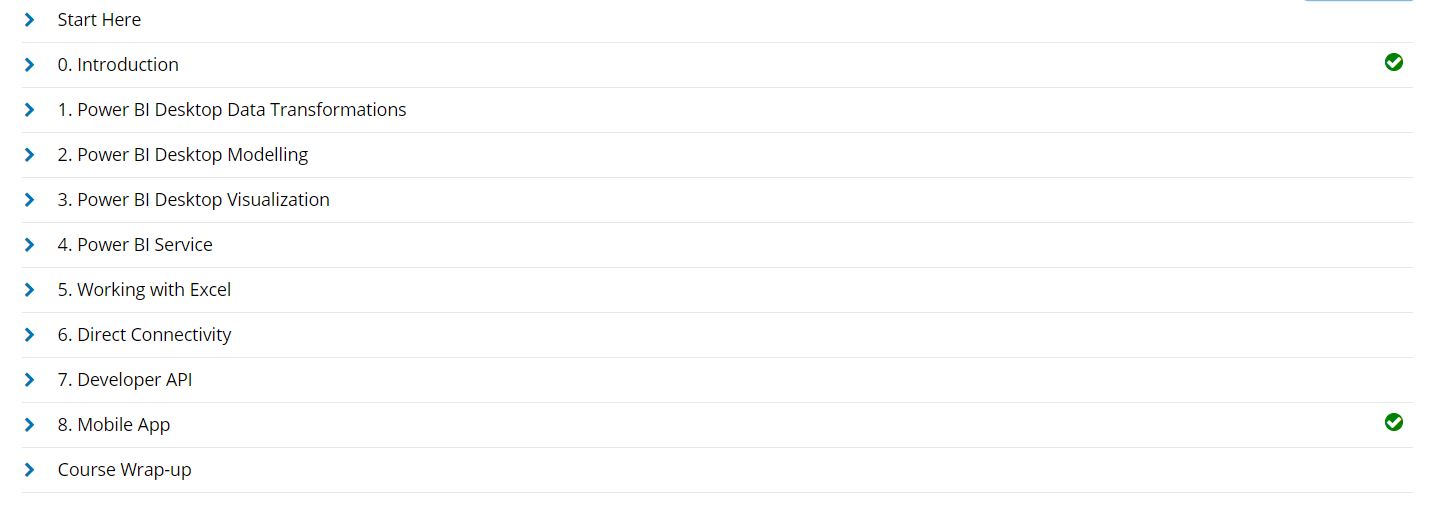 Start Here
0. Introduction
1. Power BI Desktop Data Transformations
2. Power BI Desktop Modelling
3. Power BI Desktop Visualization
4. Power BI Service
5. Working with Excel
6. Direct Connectivity
7. Developer API
8. Mobile App
Course Wrap-up